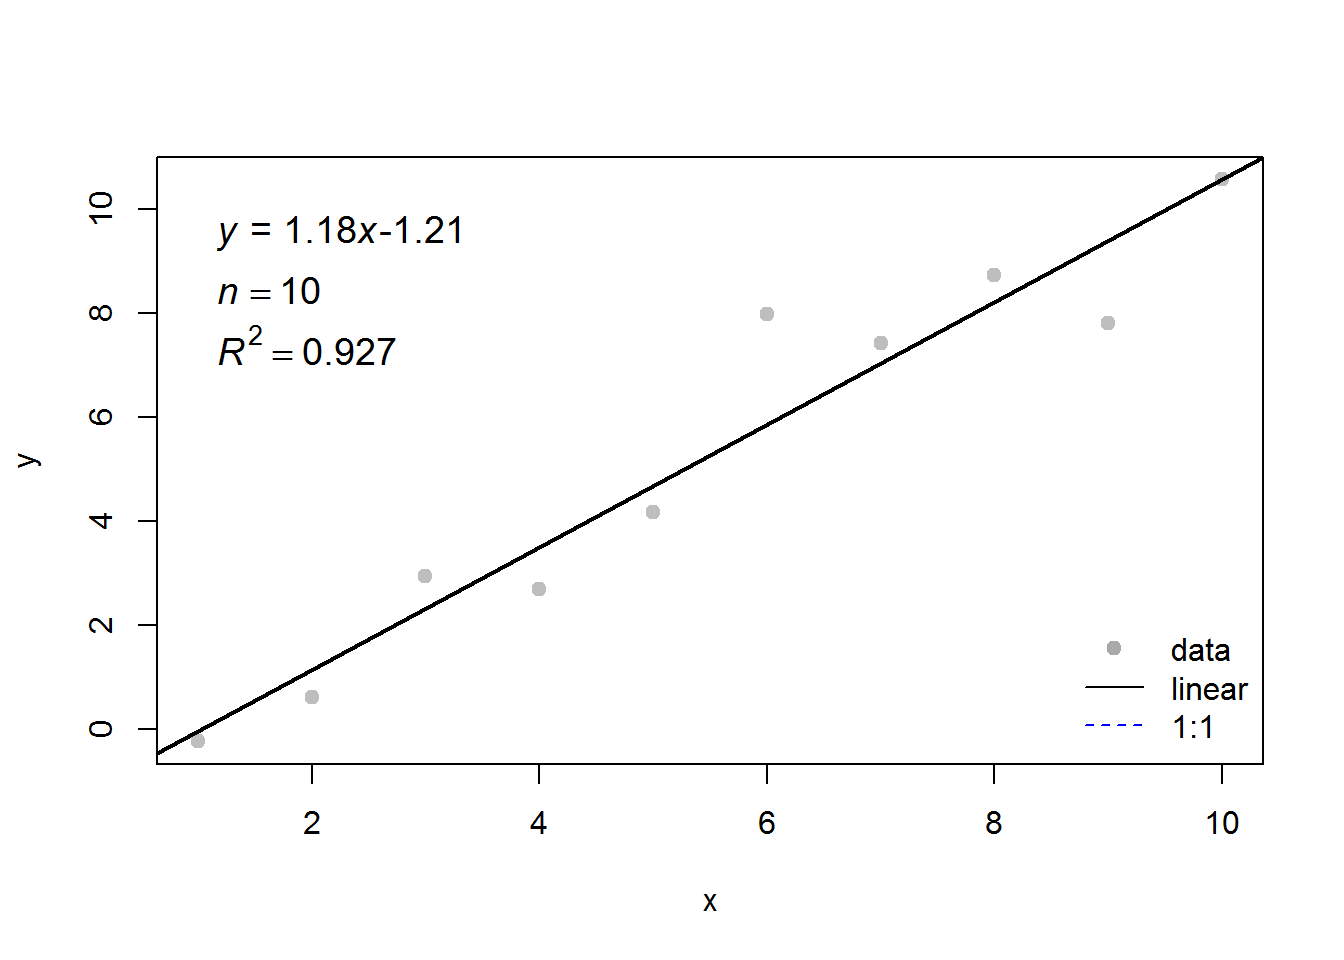 y = 1.18x-1.21
n = 10
R² = 0.927
10
8
6
4
2
0
y
data
linear
1:1
2 4 6 8 10
x